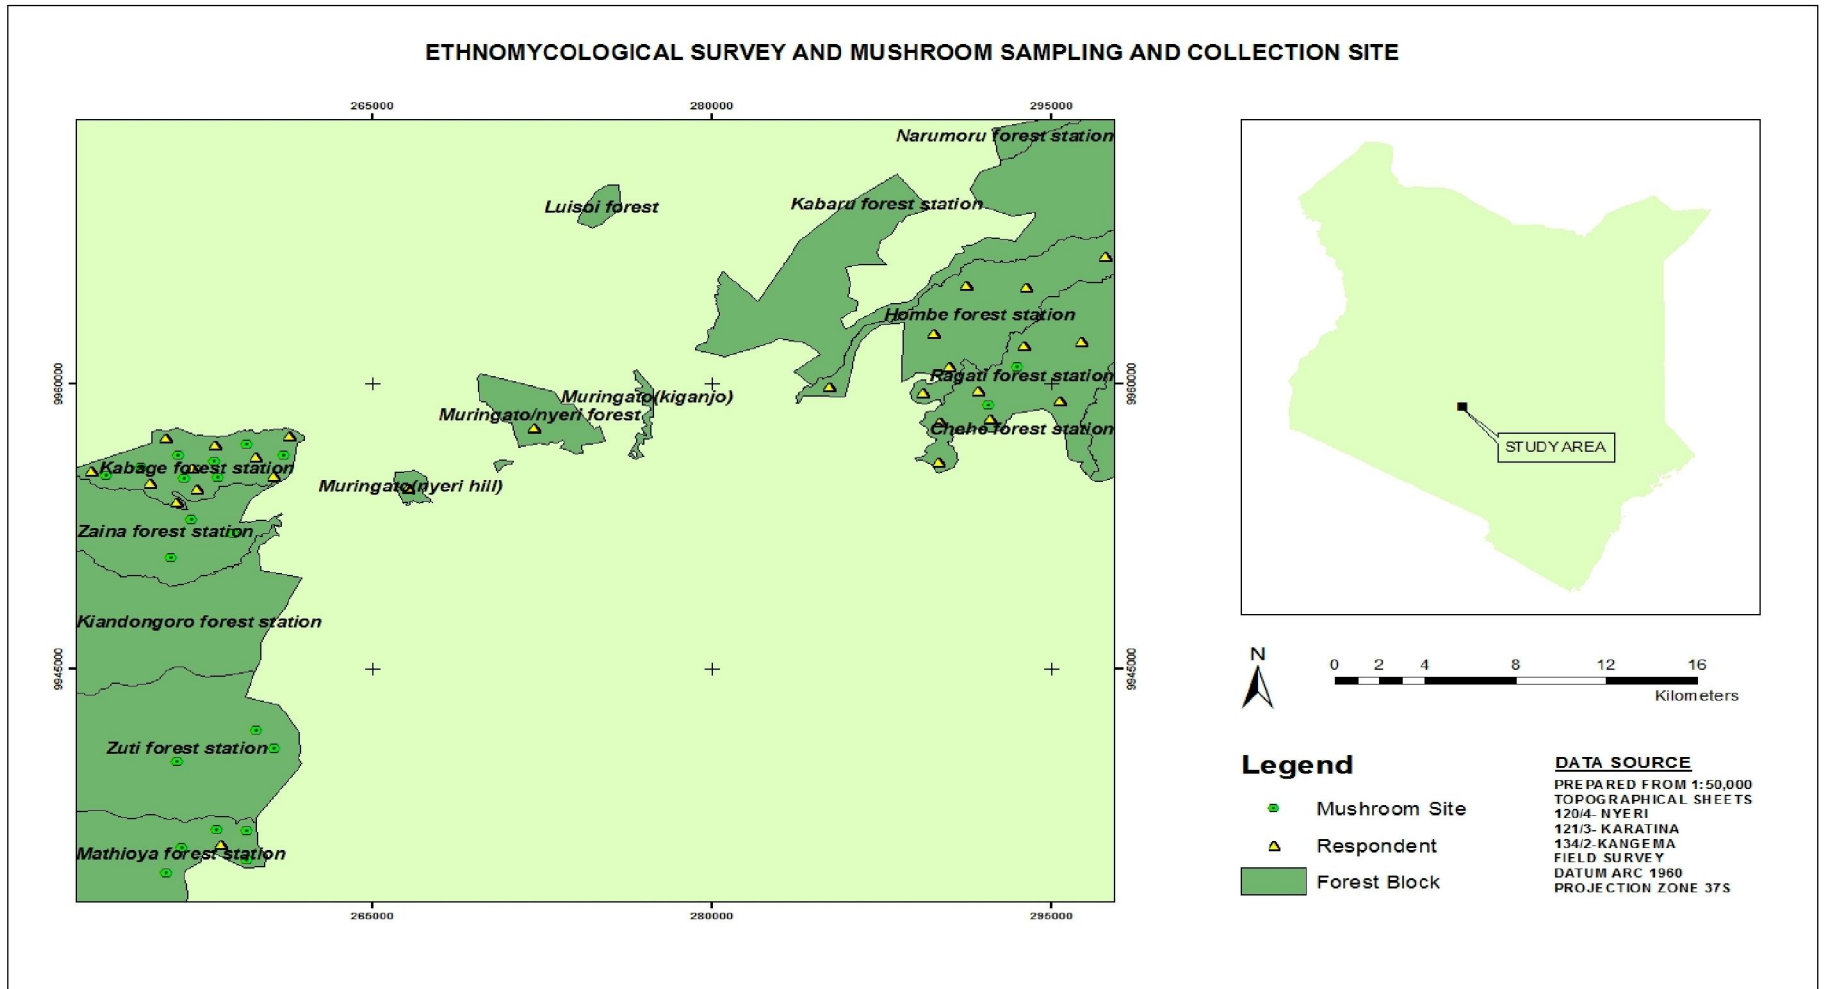 ETHNOMYCOLOGICAL SURVEY AND MUSHROOM SAMPLING AND COLLECTION SITE
265000
280000
295000
Narumoru forest station
Luisoi forest
Kabaru forest station
Hombe forest station
Ragati forest station
9960000
9960000
Muringato(kiganjo)
Muringato/nyeri forest
Chehe forest station
Kabage forest station
Muringato(nyeri hill)
Zaina forest station
Kiandongoro forest station
9945000
9945000
Zuti forest station
Mathioya forest station
265000
280000
295000
STUDY AREA
N
0 2 4 8 12 16
Kilometers
Legend
Mushroom Site
Respondent
Forest Block
DATA SOURCE
PREPARED FROM 1:50,000
TOPOGRAPHICAL SHEETS
120/4- NYERI
121/3- KARATINA
134/2-KANGEMA
FIELD SURVEY
DATUM ARC 1960
PROJECTION ZONE 37S